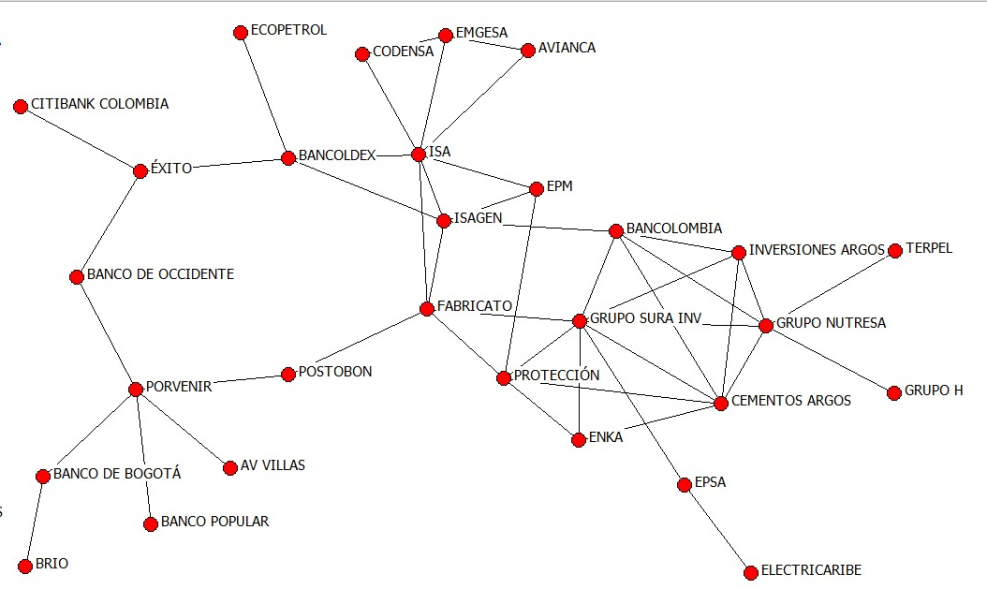 ECOPETROL
EMGESA
CODENSA
AVIANCA
CITIBANK COLOMBIA
BANCOLDEX
ISA
ÉXITO
EPM
ISAGEN
BANCOLOMBIA
INVERSIONES ARGOS
TERPEL
BANCO DE OCCIDENTE
FABRICATO
GRUPO SURA INV
GRUPO NUTRESA
POSTOBON
PROTECCIÓN
PORVENIR
GRUPO H
CEMENTOS ARGOS
ENKA
AV VILLAS
BANCO DE BOGOTÁ
EPSA
BANCO POPULAR
BRIO
ELECTRICARIBE